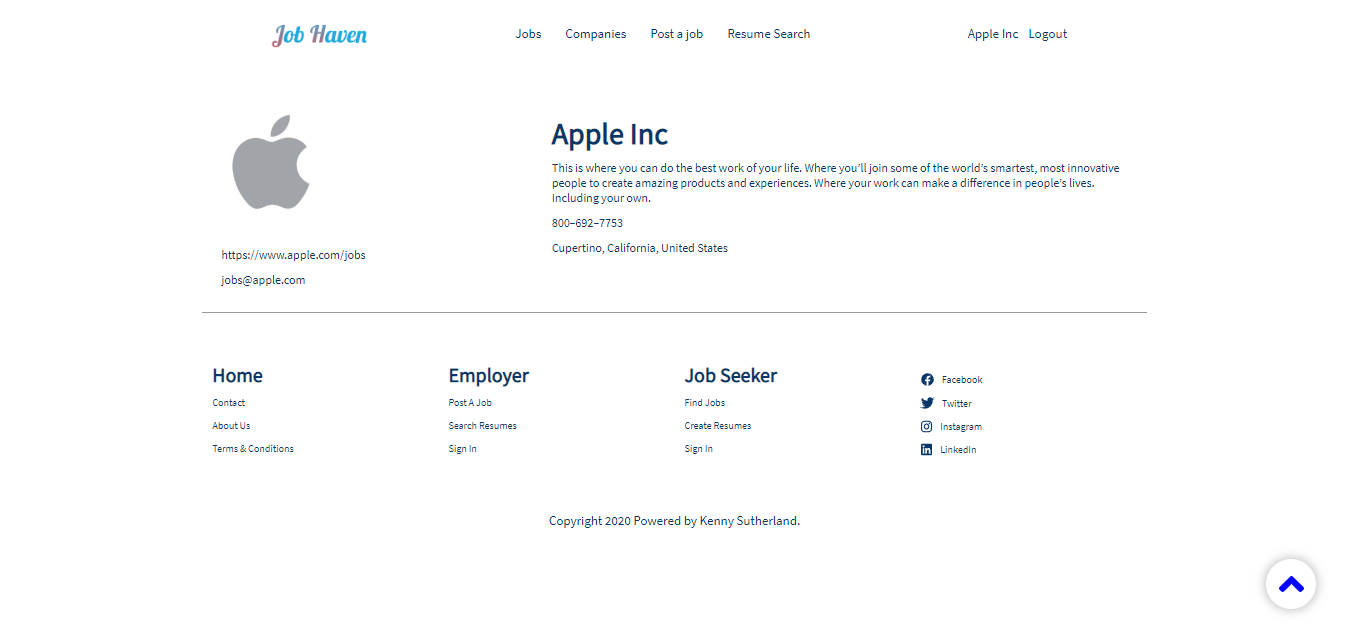 Job Haven
Jobs Companies Post a job Resume Search
Apple Inc Logout
Apple Inc
This is where you can do the best work of your life. Where you’ll join some of the world’s smartest, most innovative
people to create amazing products and experiences. Where your work can make a difference in people’s lives.
Including your own.
800–692–7753
Cupertino, California, United States
https://www.apple.com/jobs
jobs@apple.com
Home
Contact
About Us
Terms & Conditions
Employer
Post A Job
Search Resumes
Sign In
Job Seeker
Find Jobs
Create Resumes
Sign In
Facebook
Twitter
Instagram
LinkedIn
Copyright 2020 Powered by Kenny Sutherland.